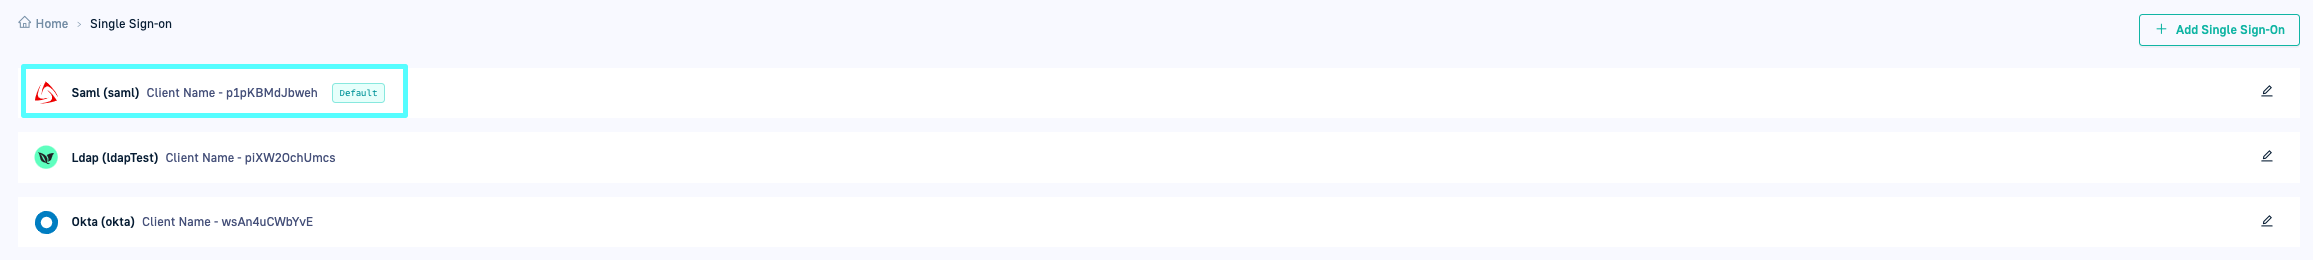 Home > Single Sign-on
+ Add Single Sign-On
Saml (saml) Client Name - p1pKBMdJbweh Default
Ldap (ldapTest) Client Name - piXW2OchUmcs
Okta (okta) Client Name - wsAn4uCWbYvE